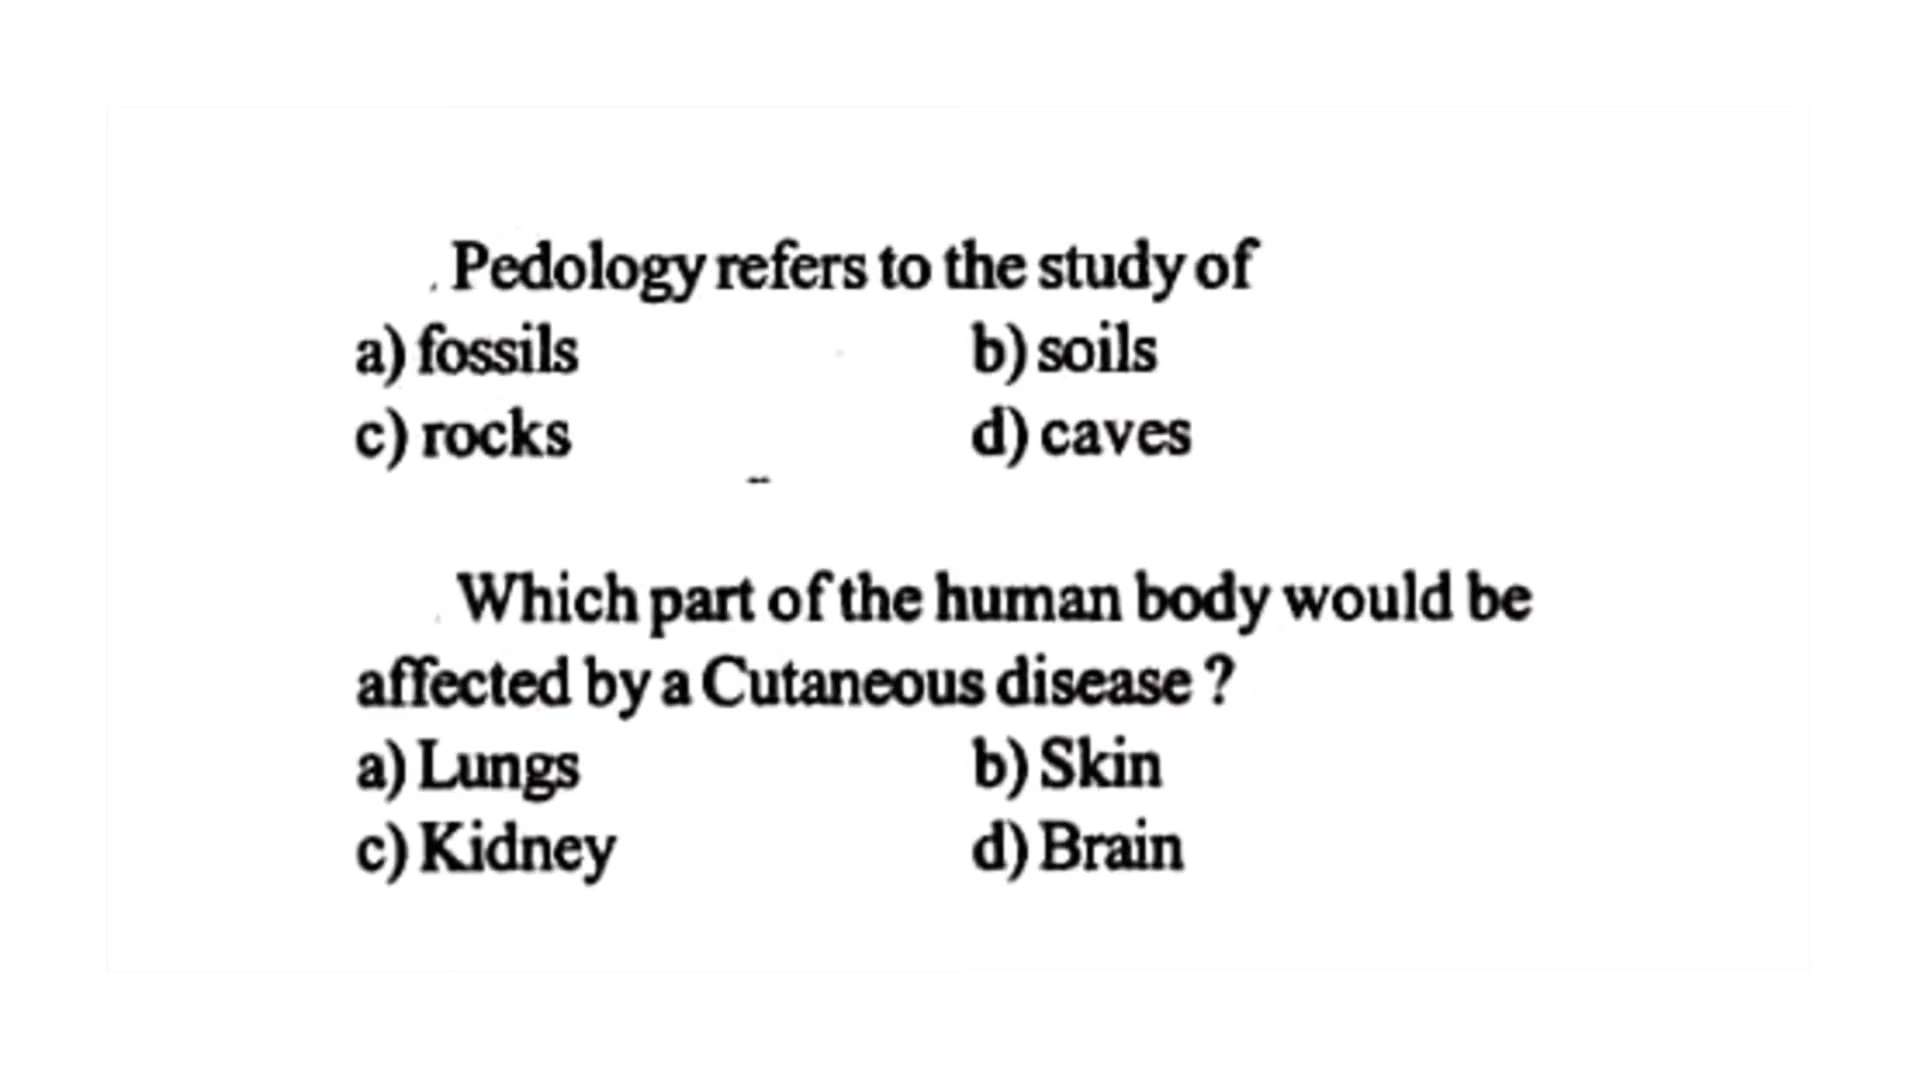 Pedology refers to the study of
a) fossils b) soils
c) rocks d) caves
Which part of the human body would be
affected by a Cutaneous disease ?
a) Lungs b) Skin
c) Kidney d) Brain